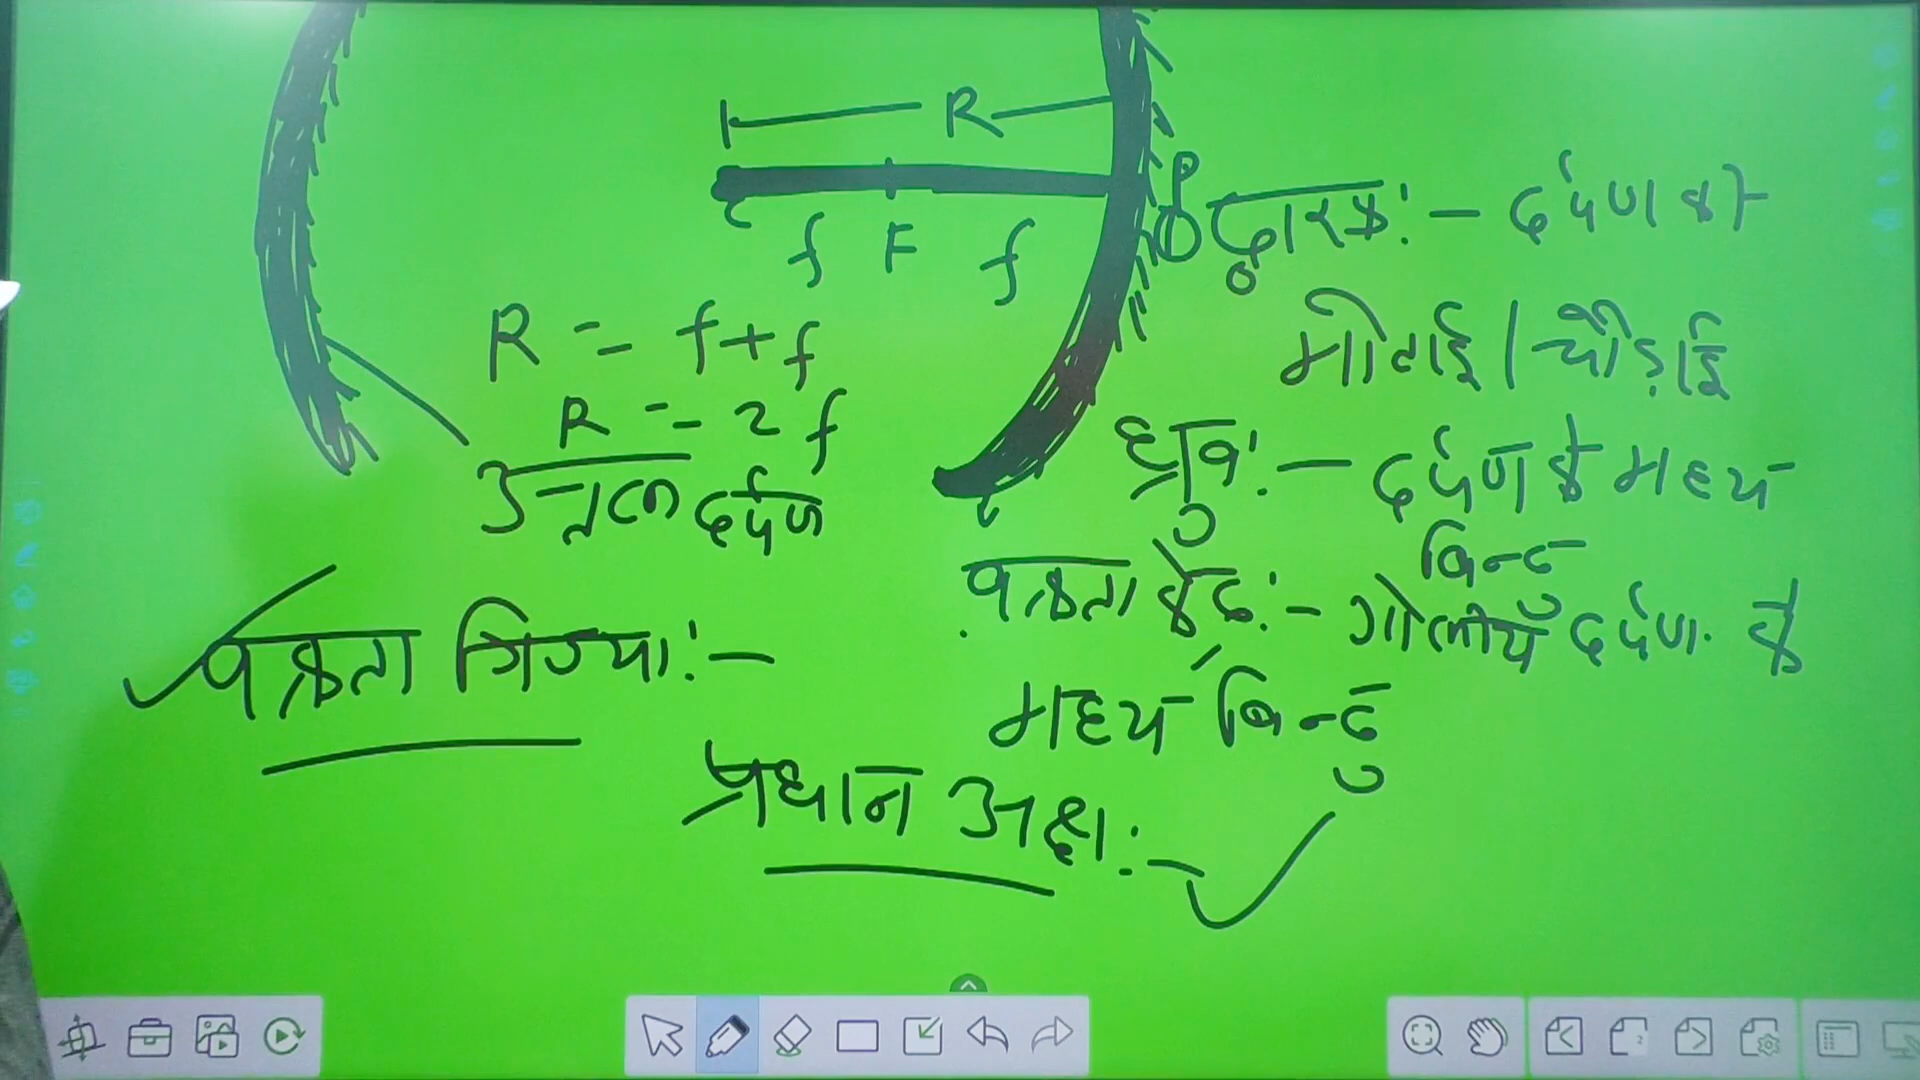 R
P
C
द्वारक :- दर्पण की
f F f
मोटाई / चौड़ाई
R = f + f
R = 2f
उत्तल दर्पण
ध्रुव :- दर्पण के मध्य
बिन्दु
वक्रता केंद्र :- गोलीय दर्पण के
मध्य बिन्दु
वक्रता त्रिज्या :-
प्रधान अक्ष :-